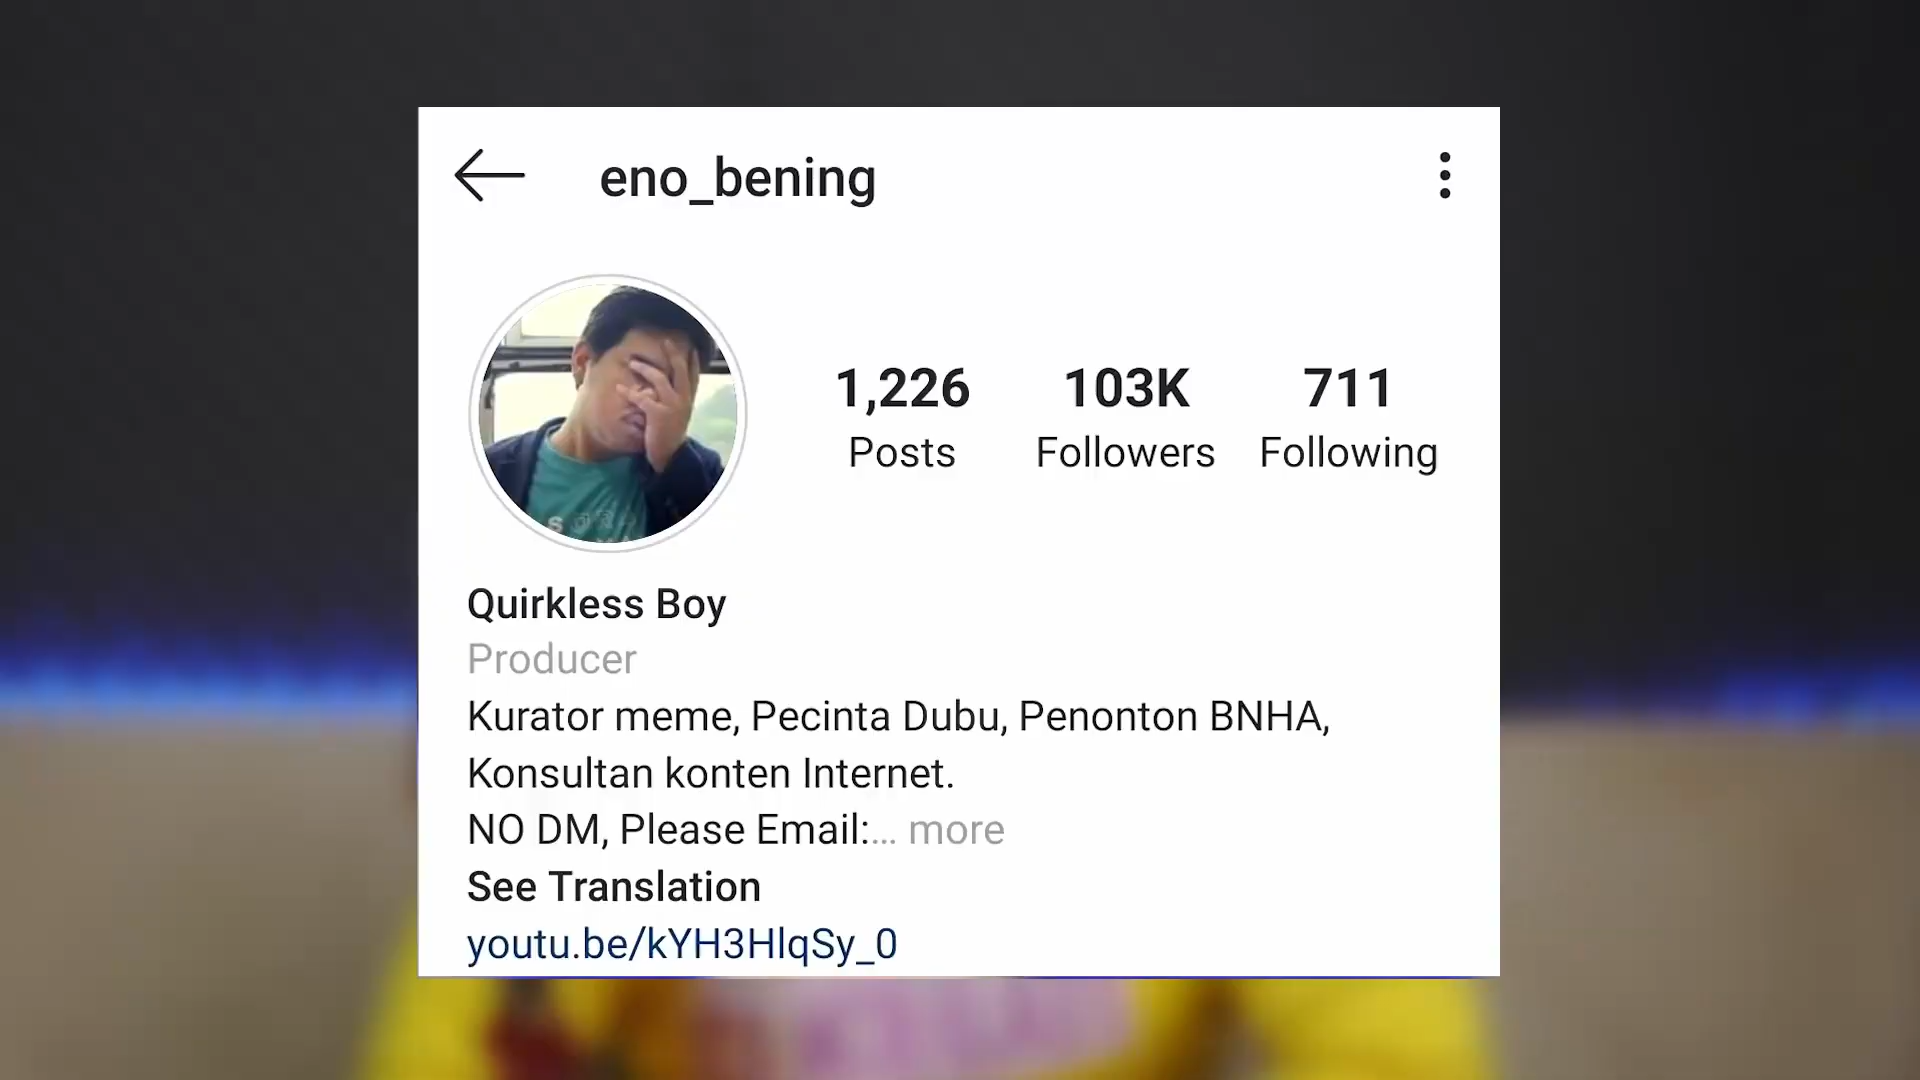 eno_bening
1,226
Posts
103K
Followers
711
Following
Quirkless Boy
Producer
Kurator meme, Pecinta Dubu, Penonton BNHA,
Konsultan konten Internet.
NO DM, Please Email:... more
See Translation
youtu.be/kYH3HlqSy_0